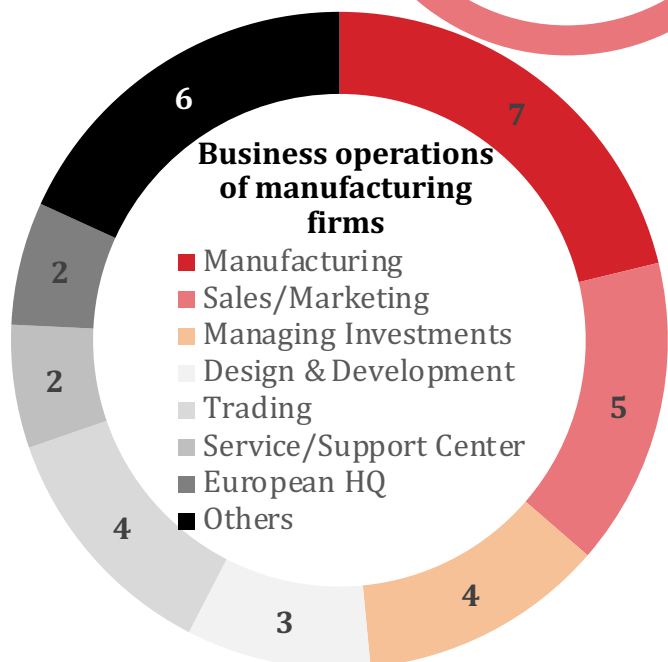 6
7
Business operations
of manufacturing
firms
Manufacturing
Sales/Marketing
Managing Investments
Design & Development
Trading
Service/Support Center
European HQ
Others
2
2
5
4
4
3